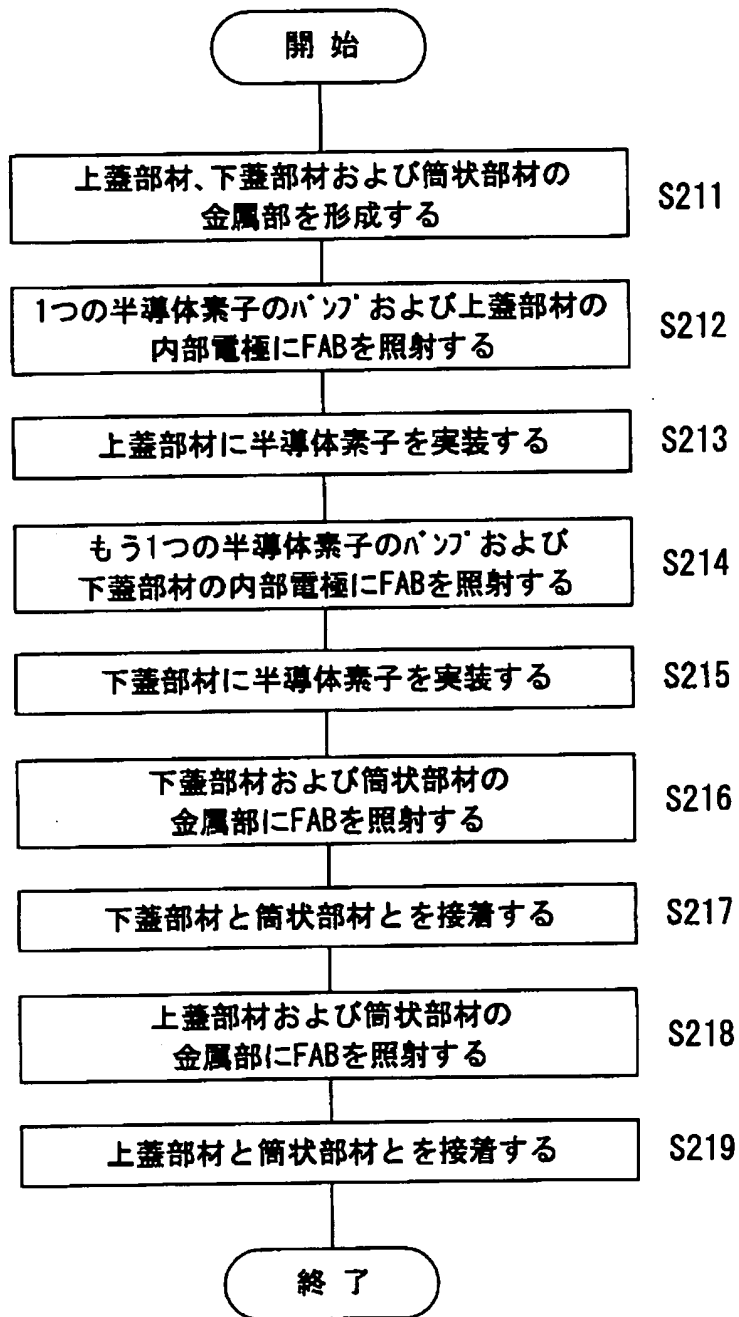 開 始
上蓋部材、下蓋部材および筒状部材の
金属部を形成する
S211
1つの半導体素子のﾊﾞﾝﾌﾟおよび上蓋部材の
内部電極にFABを照射する
S212
上蓋部材に半導体素子を実装する
S213
もう1つの半導体素子のﾊﾞﾝﾌﾟおよび
下蓋部材の内部電極にFABを照射する
S214
下蓋部材に半導体素子を実装する
S215
下蓋部材および筒状部材の
金属部にFABを照射する
S216
下蓋部材と筒状部材とを接着する
S217
上蓋部材および筒状部材の
金属部にFABを照射する
S218
上蓋部材と筒状部材とを接着する
S219
終 了